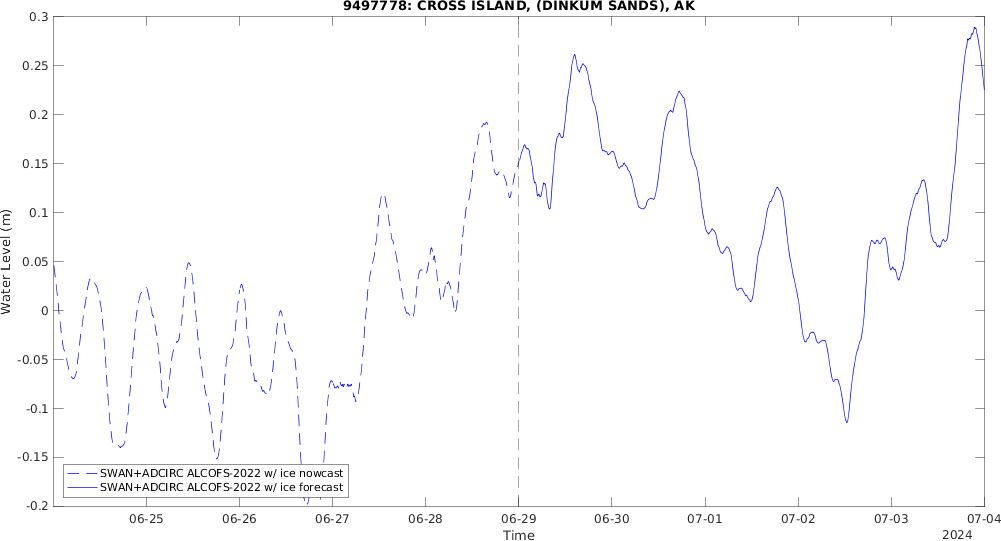 9497778: CROSS ISLAND, (DINKUM SANDS), AK
Water Level (m)
0.3
0.25
0.2
0.15
0.1
0.05
0
-0.05
-0.1
-0.15
-0.2
SWAN+ADCIRC ALCOFS-2022 w/ ice nowcast
SWAN+ADCIRC ALCOFS-2022 w/ ice forecast
06-25 06-26 06-27 06-28 06-29 06-30 07-01 07-02 07-03 07-04
Time
2024